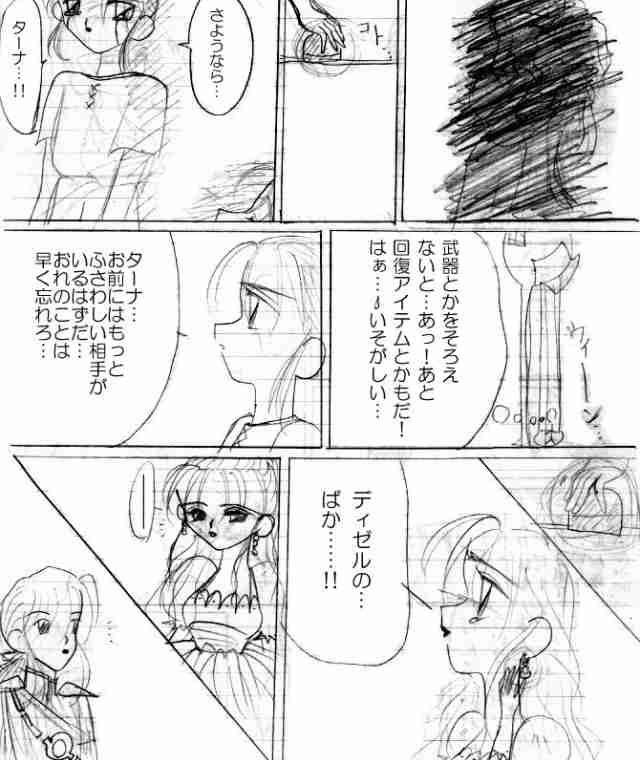 コト…
さようなら…
ターナ…!!
ウィーーン
武器とかをそろえ
ないと…あっ!あと
回復アイテムとかもだ!
はぁ…いそがしい…
ターナ…
お前にはもっと
ふさわしい相手が
いるはずだ…
おれのことは
早く忘れろ…
ディゼルの…
ばか……!!